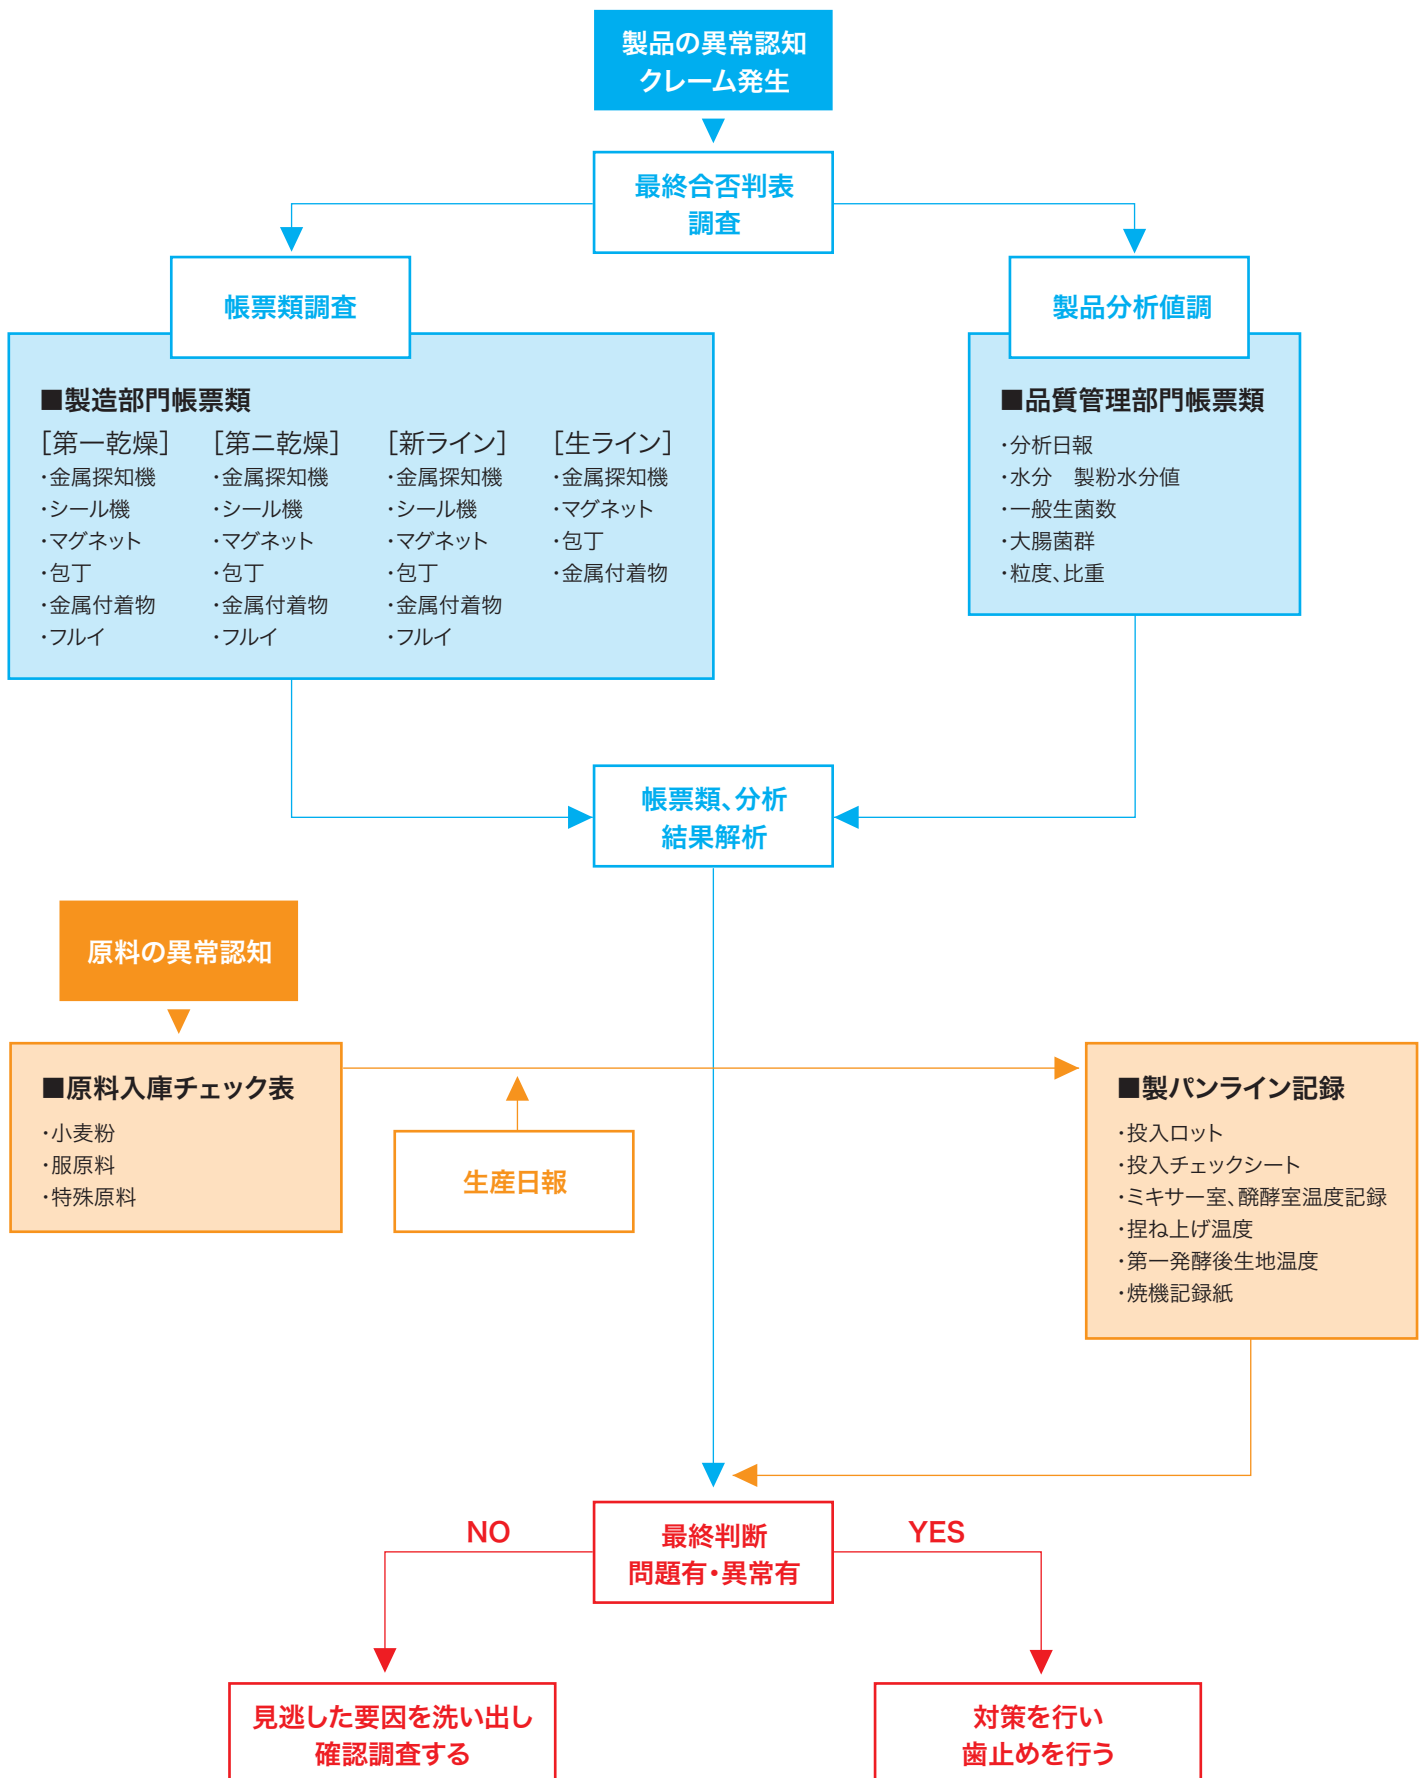 製品の異常認知
クレーム発生
最終合否判表
調査
帳票類調査
■製造部門帳票類
［第一乾燥］
・金属探知機
・シール機
・マグネット
・包丁
・金属付着物
・フルイ
［第ニ乾燥］
・金属探知機
・シール機
・マグネット
・包丁
・金属付着物
・フルイ
［新ライン］
・金属探知機
・シール機
・マグネット
・包丁
・金属付着物
・フルイ
［生ライン］
・金属探知機
・マグネット
・包丁
・金属付着物
製品分析値調
■品質管理部門帳票類
・分析日報
・水分　製粉水分値
・一般生菌数
・大腸菌群
・粒度、比重
帳票類、分析
結果解析
原料の異常認知
■原料入庫チェック表
・小麦粉
・服原料
・特殊原料
生産日報
■製パンライン記録
・投入ロット
・投入チェックシート
・ミキサー室、醗酵室温度記録
・捏ね上げ温度
・第一発酵後生地温度
・焼機記録紙
最終判断
問題有・異常有
NO
YES
見逃した要因を洗い出し
確認調査する
対策を行い
歯止めを行う